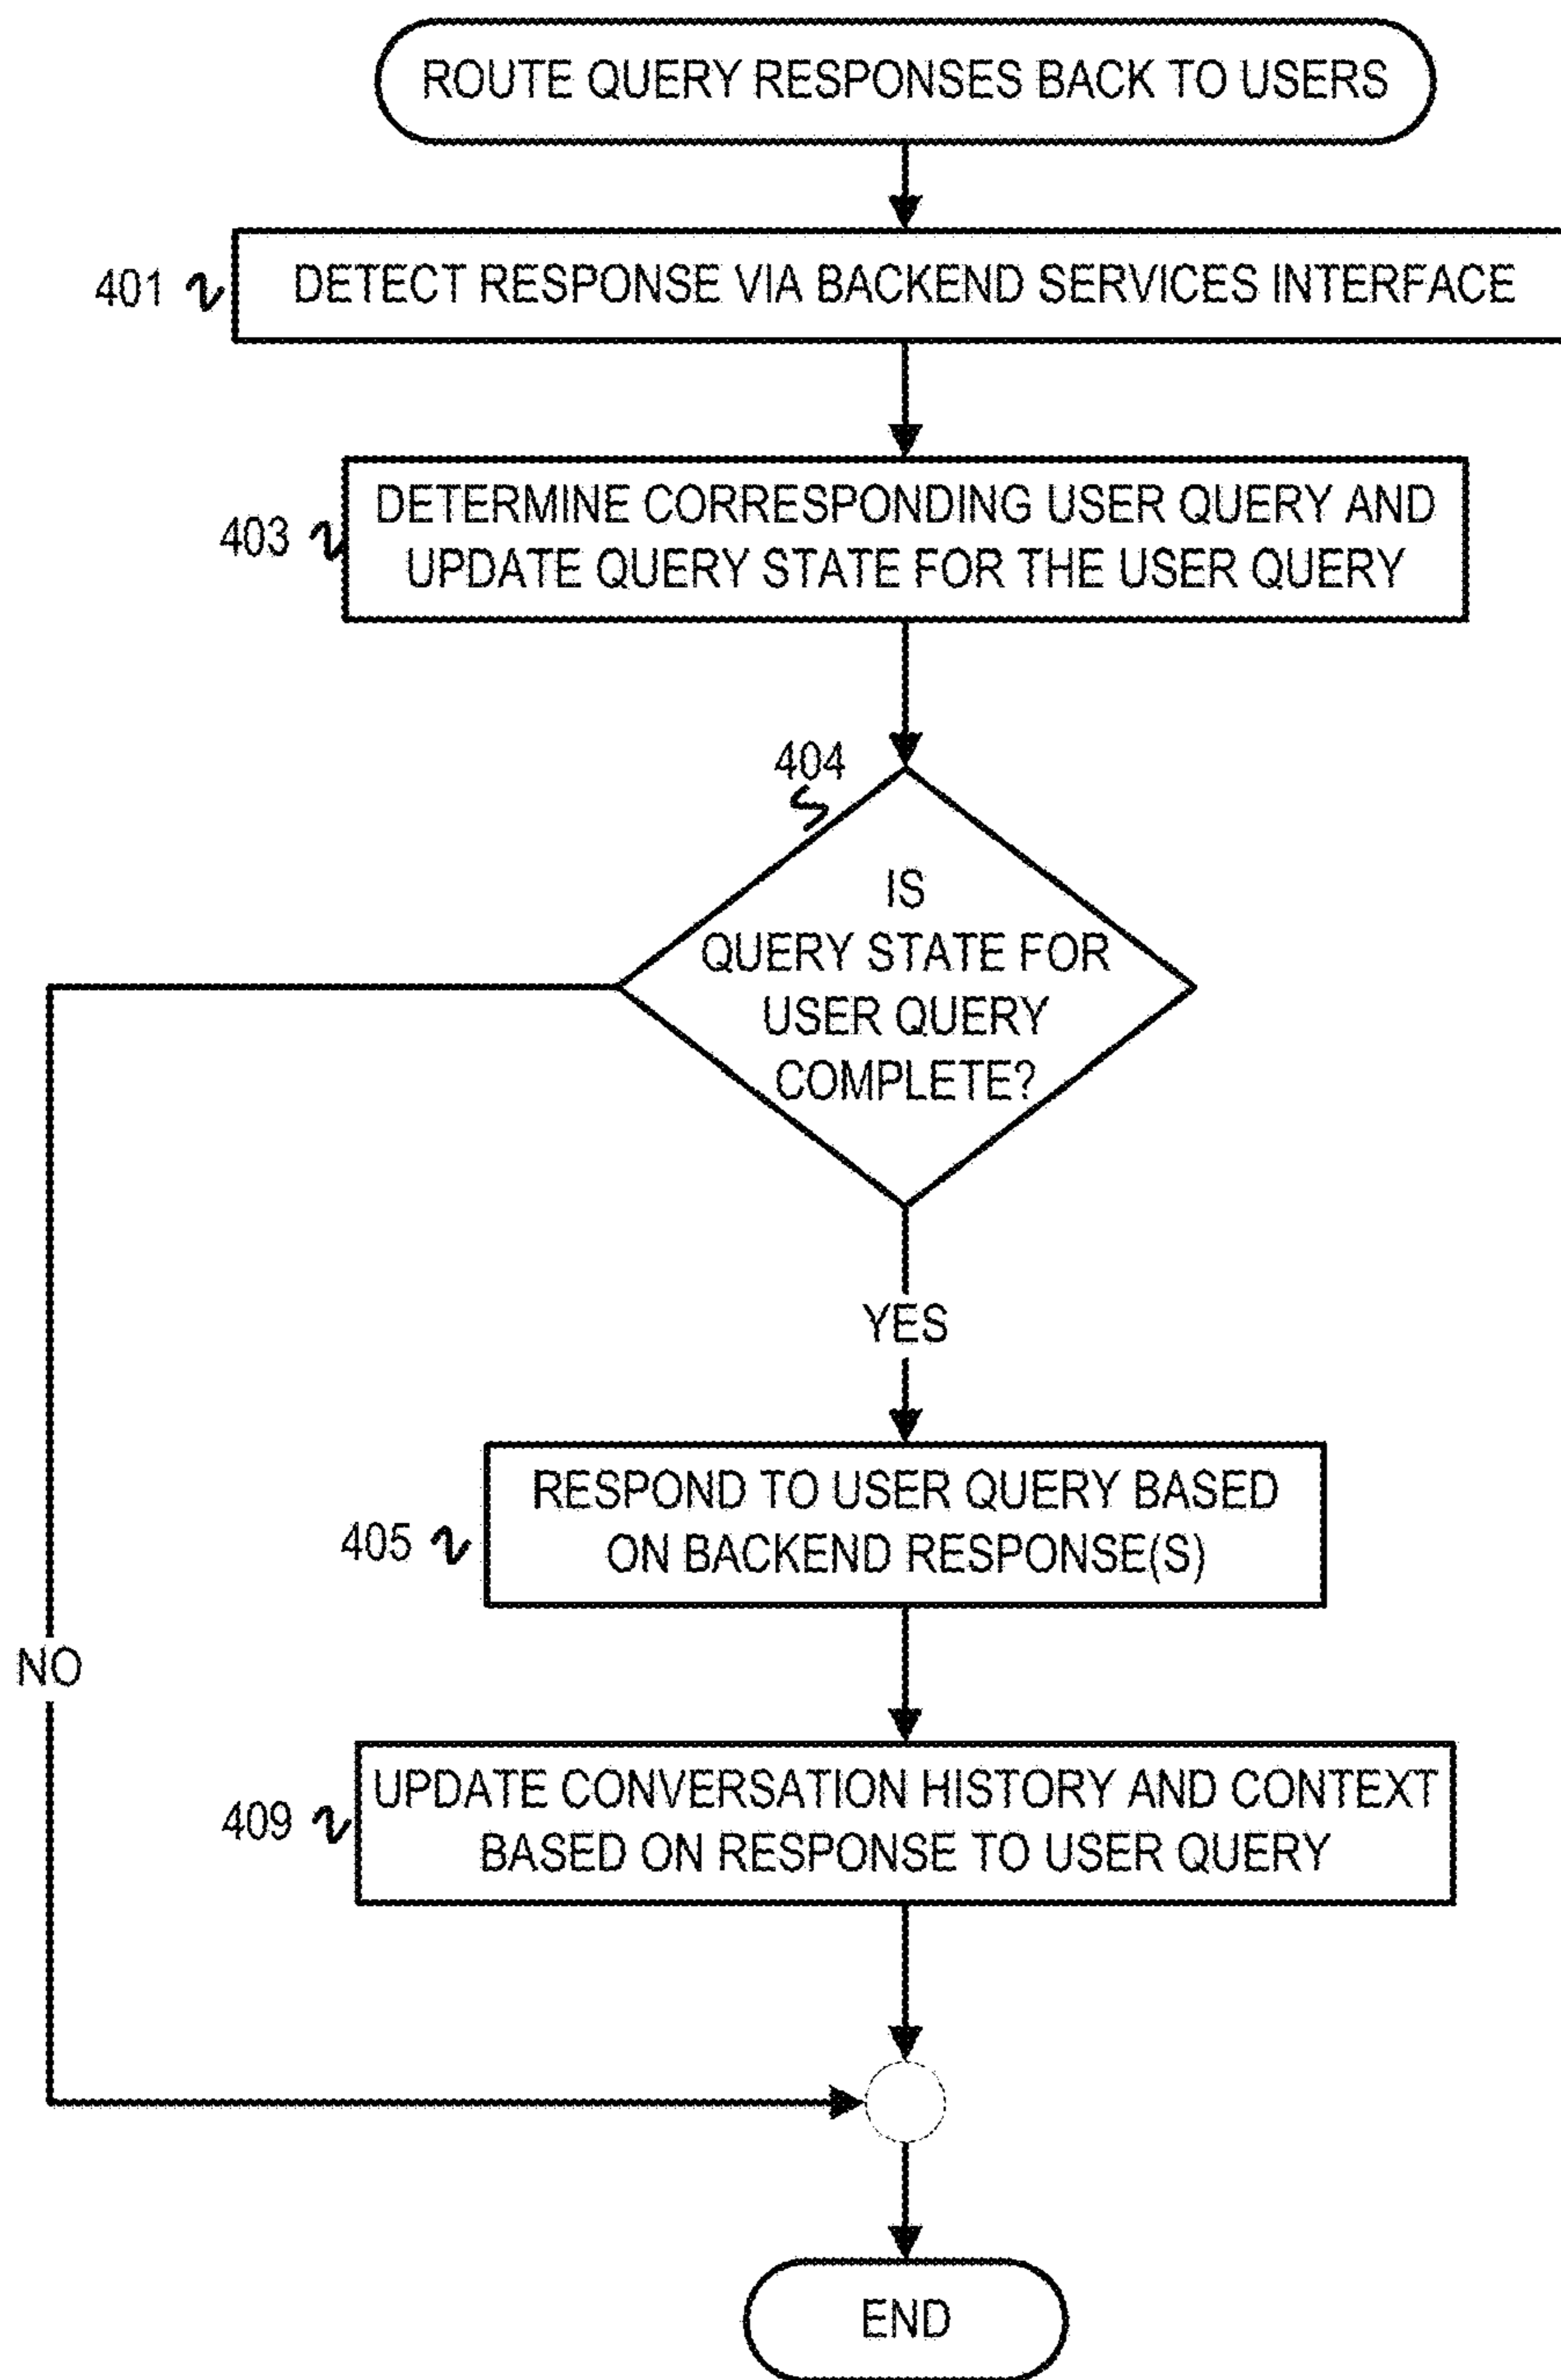 ROUTE QUERY RESPONSES BACK TO USERS
401
DETECT RESPONSE VIA BACKEND SERVICES INTERFACE
403
DETERMINE CORRESPONDING USER QUERY AND
UPDATE QUERY STATE FOR THE USER QUERY
404
IS
QUERY STATE FOR
USER QUERY
COMPLETE?
YES
405
RESPOND TO USER QUERY BASED
ON BACKEND RESPONSE(S)
NO
409
UPDATE CONVERSATION HISTORY AND CONTEXT
BASED ON RESPONSE TO USER QUERY
END